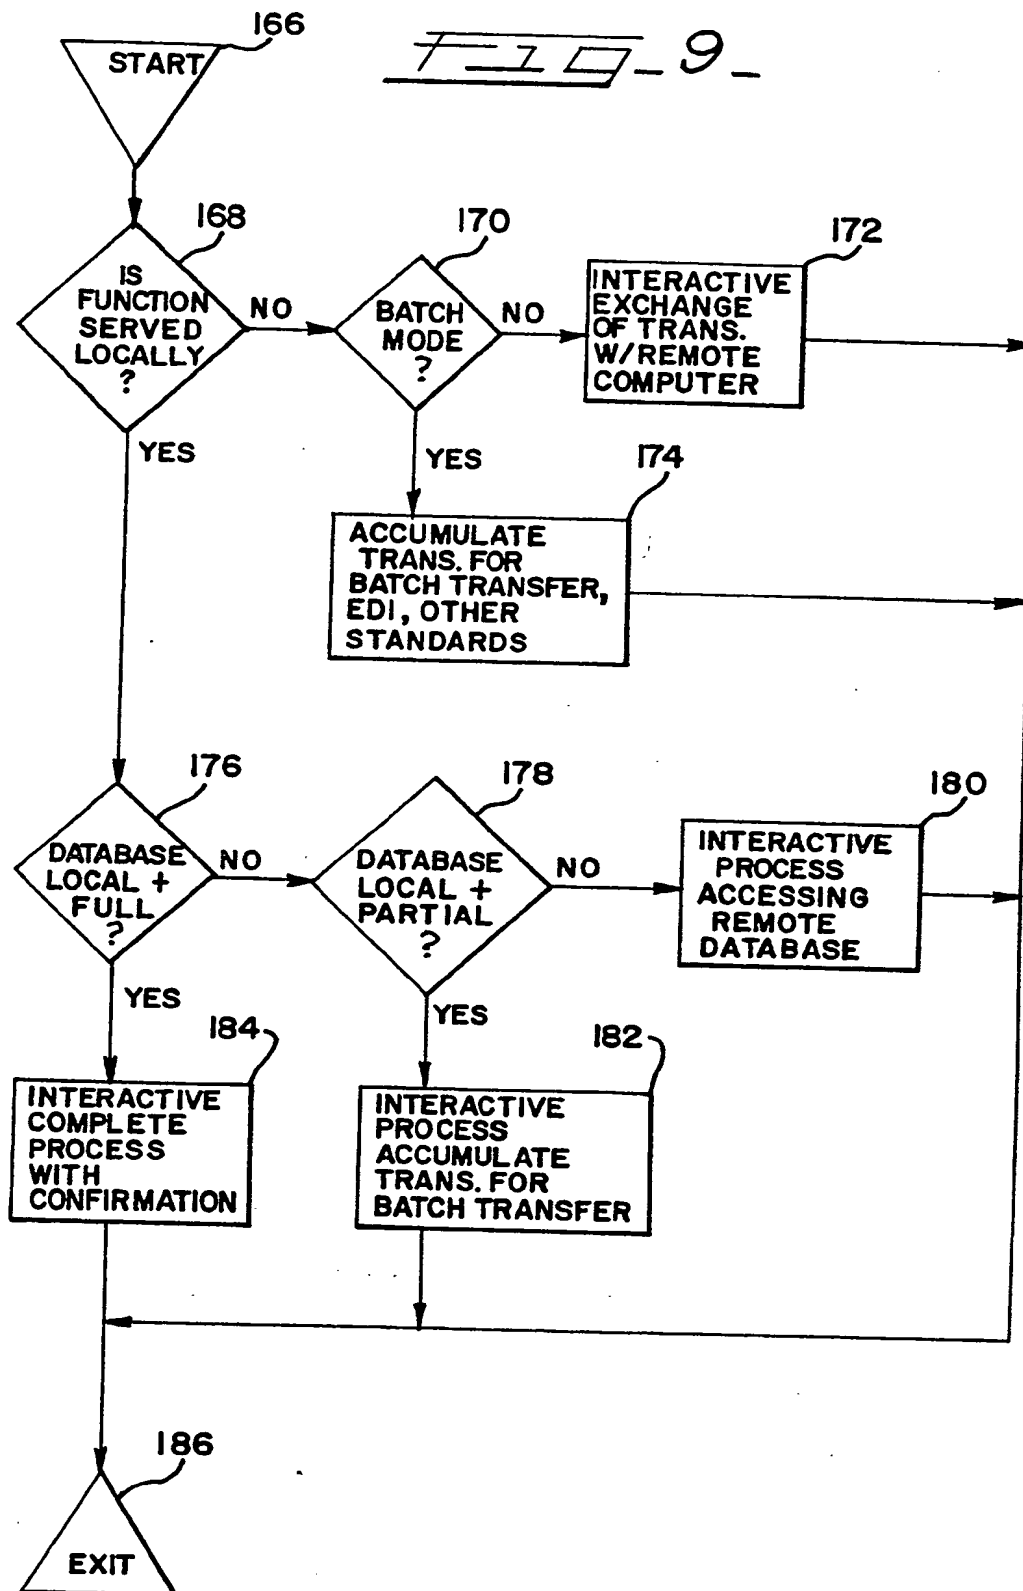 166
START
FIG_9_
168
IS
FUNCTION
SERVED
LOCALLY
?
NO
YES
170
BATCH
MODE
?
NO
YES
172
INTERACTIVE
EXCHANGE
OF TRANS.
W/REMOTE
COMPUTER
174
ACCUMULATE
TRANS. FOR
BATCH TRANSFER,
EDI, OTHER
STANDARDS
176
DATABASE
LOCAL +
FULL
?
NO
YES
178
DATABASE
LOCAL +
PARTIAL
?
NO
YES
180
INTERACTIVE
PROCESS
ACCESSING
REMOTE
DATABASE
184
INTERACTIVE
COMPLETE
PROCESS
WITH
CONFIRMATION
182
INTERACTIVE
PROCESS
ACCUMULATE
TRANS. FOR
BATCH TRANSFER
186
EXIT